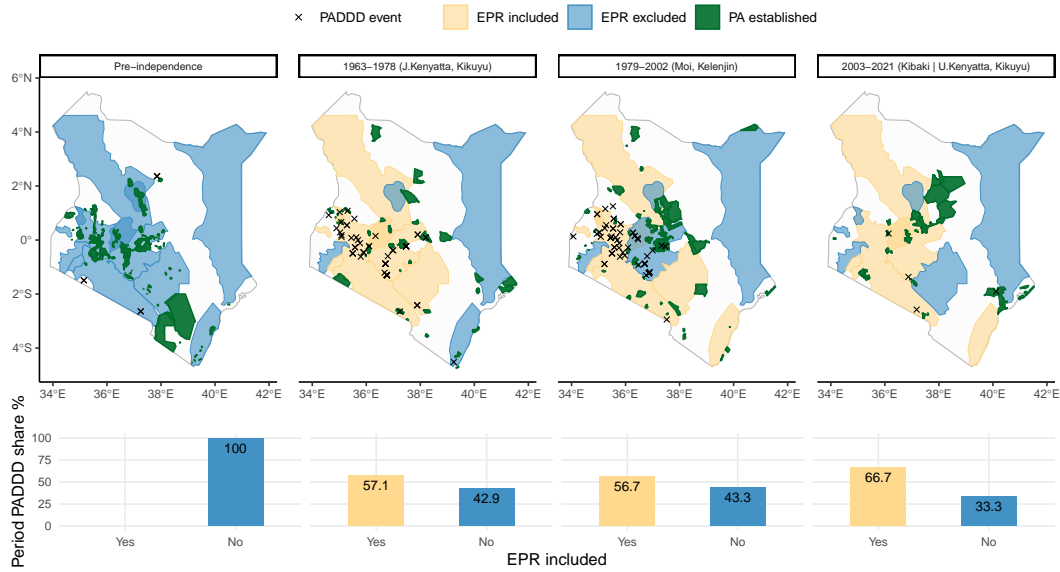 × PADDD event EPR included EPR excluded PA established
Pre−independence 1963−1978 (J.Kenyatta, Kikuyu) 1979−2002 (Moi, Kelenjin) 2003−2021 (Kibaki | U.Kenyatta, Kikuyu)
6°N
4°N
2°N
0°
2°S
4°S
34°E 36°E 38°E 40°E 42°E 34°E 36°E 38°E 40°E 42°E 34°E 36°E 38°E 40°E 42°E 34°E 36°E 38°E 40°E 42°E
Period PADDD share %
100
75
50
25
0
100
57.1 42.9
56.7 43.3
66.7 33.3
Yes No Yes No Yes No Yes No
EPR included